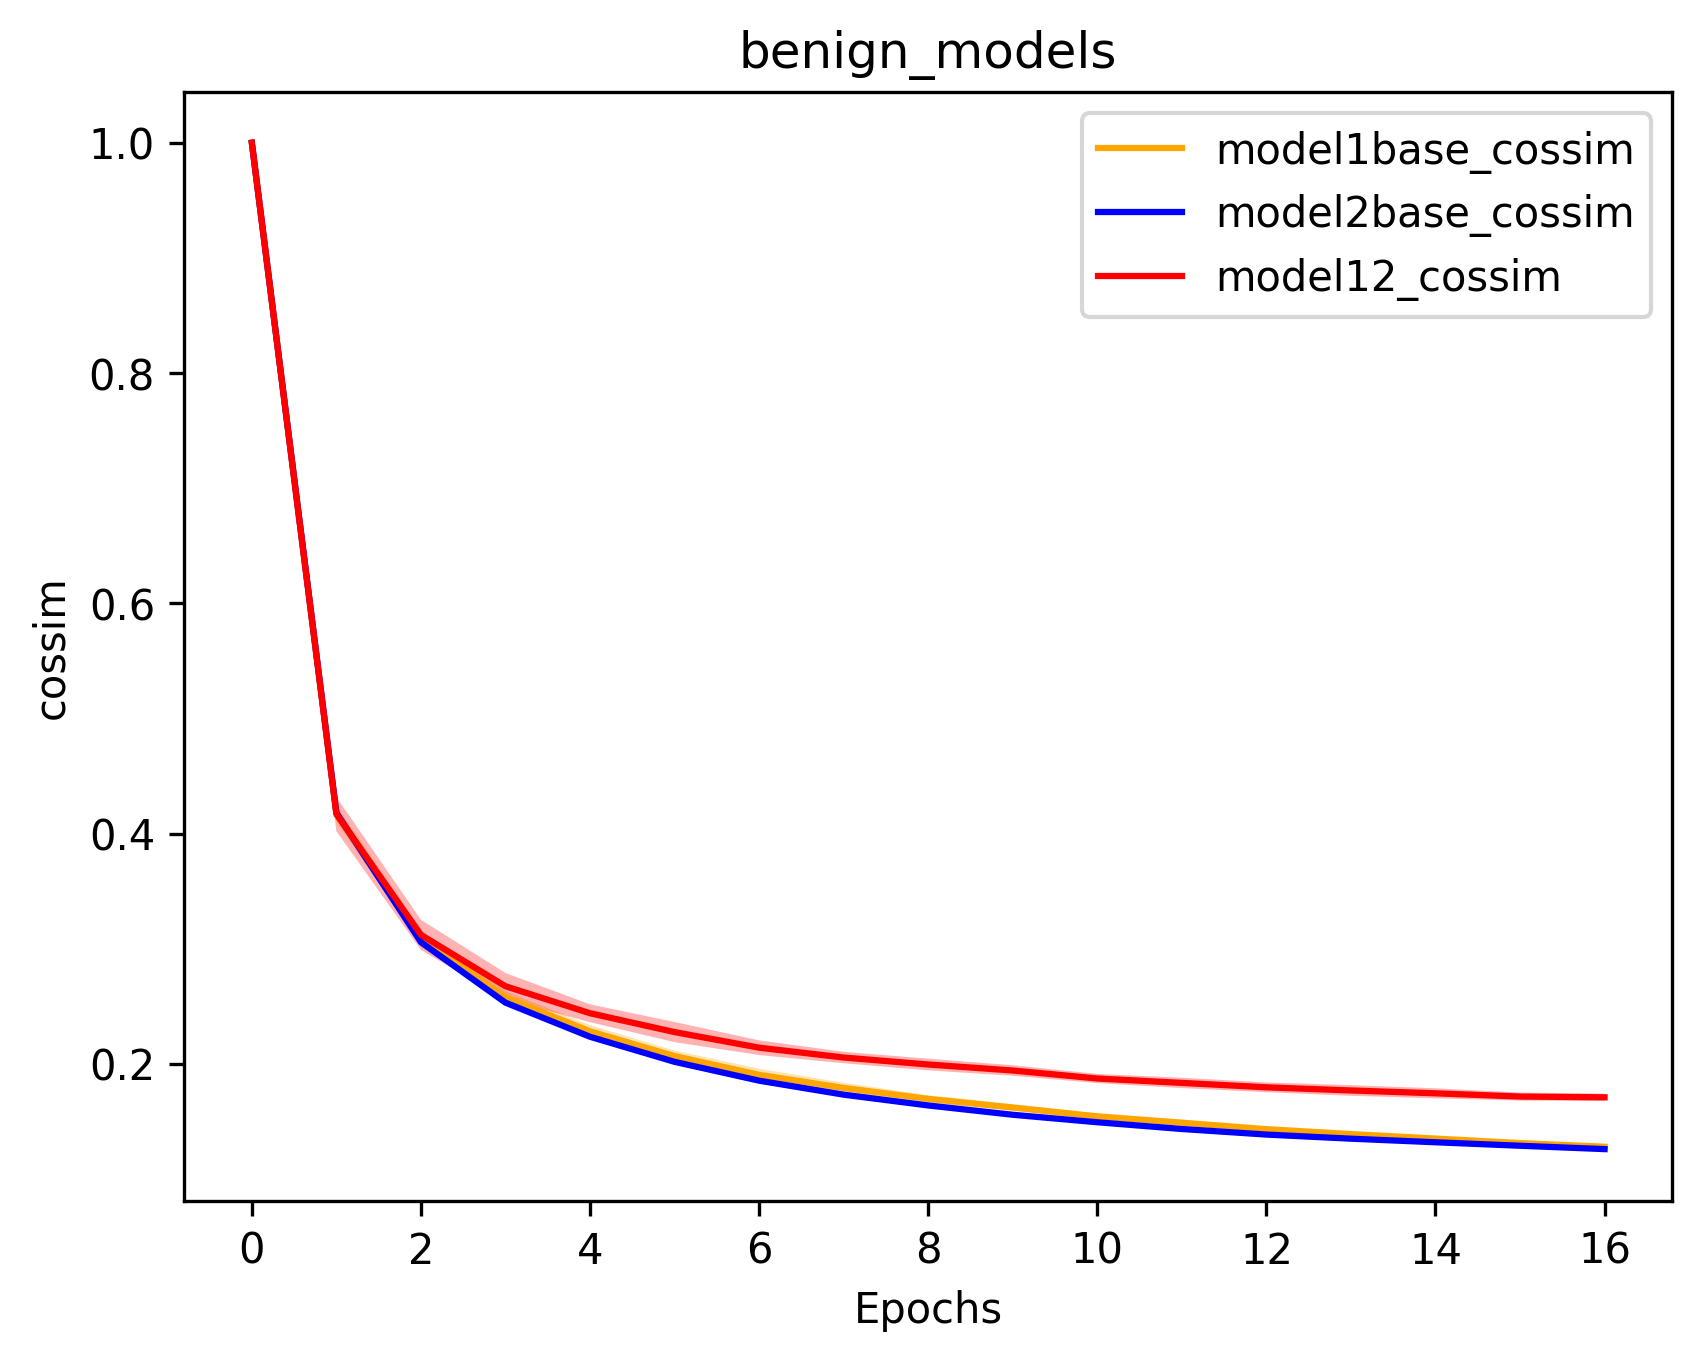 benign_models
1.0
0.8
0.6
0.4
0.2
cossim
model1base_cossim
model2base_cossim
model12_cossim
0 2 4 6 8 10 12 14 16
Epochs